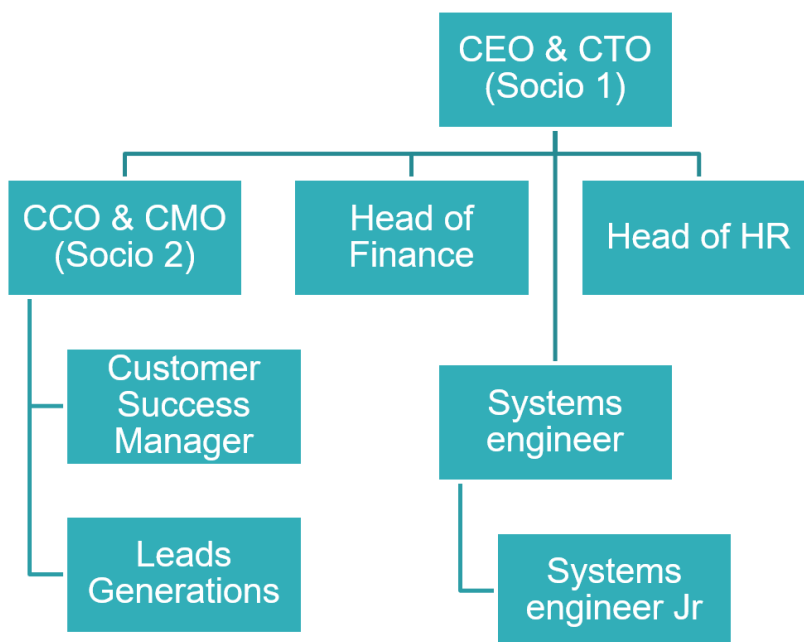 CEO & CTO
(Socio 1)
CCO & CMO
(Socio 2)
Head of
Finance
Head of HR
Customer
Success
Manager
Systems
engineer
Leads
Generations
Systems
engineer Jr